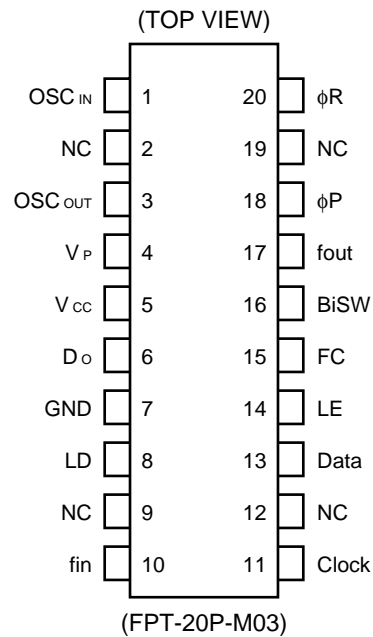 (TOP VIEW)
OSC IN 1 20 ϕR
NC 2 19 NC
OSC OUT 3 18 ϕP
V P 4 17 fout
V CC 5 16 BiSW
D O 6 15 FC
GND 7 14 LE
LD 8 13 Data
NC 9 12 NC
fin 10 11 Clock
(FPT-20P-M03)